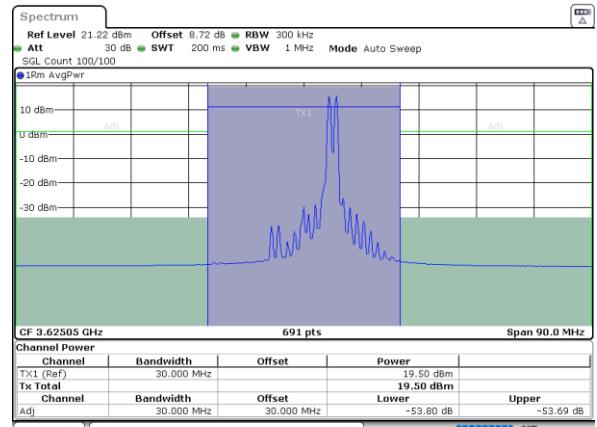 Spectrum
Ref Level 21.22 dBm Offset 8.72 dB RBW 300 kHz
Att 30 dB SWT 200 ms VBW 1 MHz Mode Auto Sweep
SGL Count 100/100
1Rm AvgPwr
10 dBm
TX1
Adj
Adj
0 dBm
-10 dBm
-20 dBm
-30 dBm
CF 3.62505 GHz 691 pts Span 90.0 MHz
Channel Power
Channel Bandwidth Offset Power
TX1 (Ref) 30.000 MHz 19.50 dBm
Tx Total 19.50 dBm
Channel Bandwidth Offset Lower Upper
Adj 30.000 MHz 30.000 MHz -53.80 dB -53.69 dB